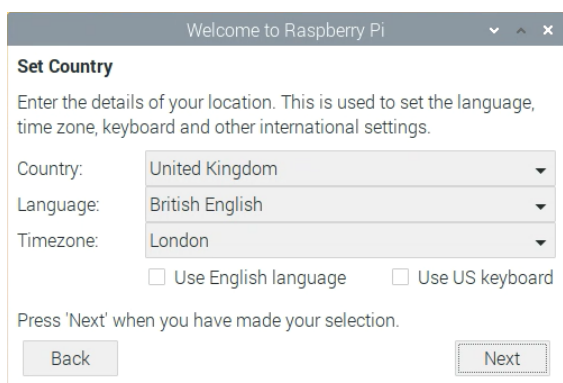 Welcome to Raspberry Pi
Set Country
Enter the details of your location. This is used to set the language,
time zone, keyboard and other international settings.
Country: United Kingdom
Language: British English
Timezone: London
Use English language Use US keyboard
Press 'Next' when you have made your selection.
Back Next